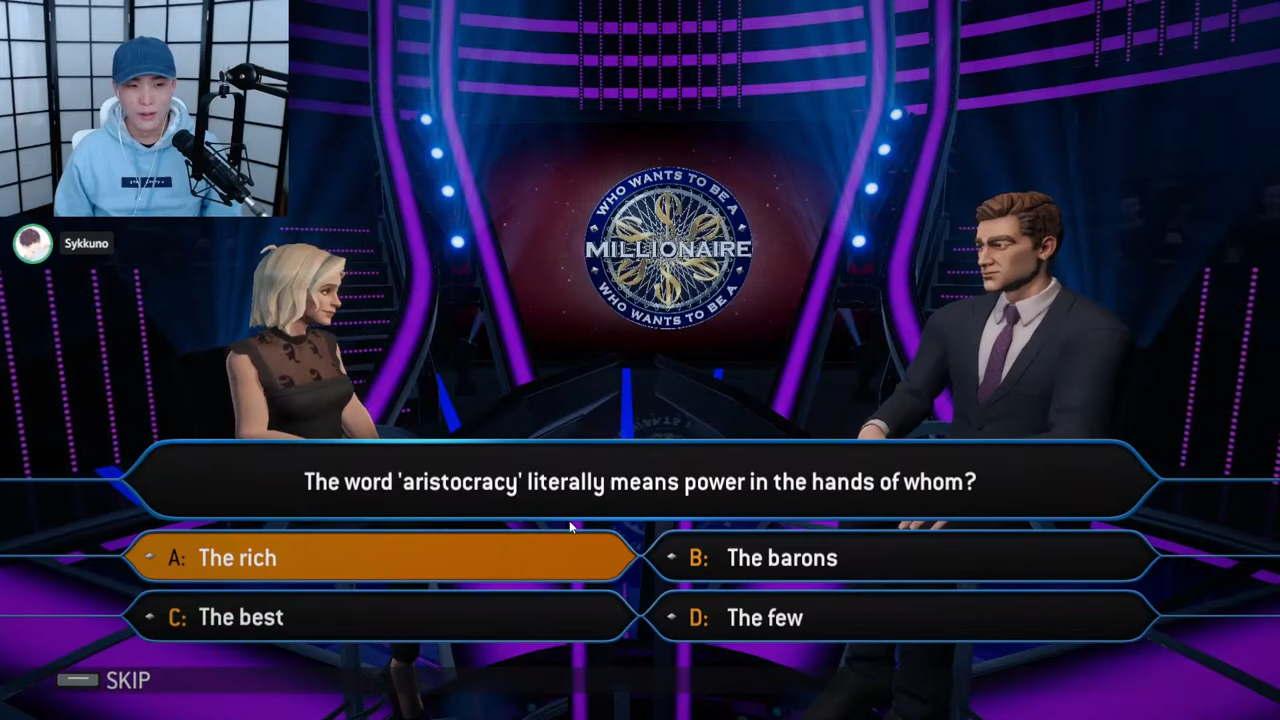 Sykkuno
WHO WANTS TO BE A
MILLIONAIRE
WHO WANTS TO BE A
The word 'aristocracy' literally means power in the hands of whom?
A: The rich
B: The barons
C: The best
D: The few
SKIP